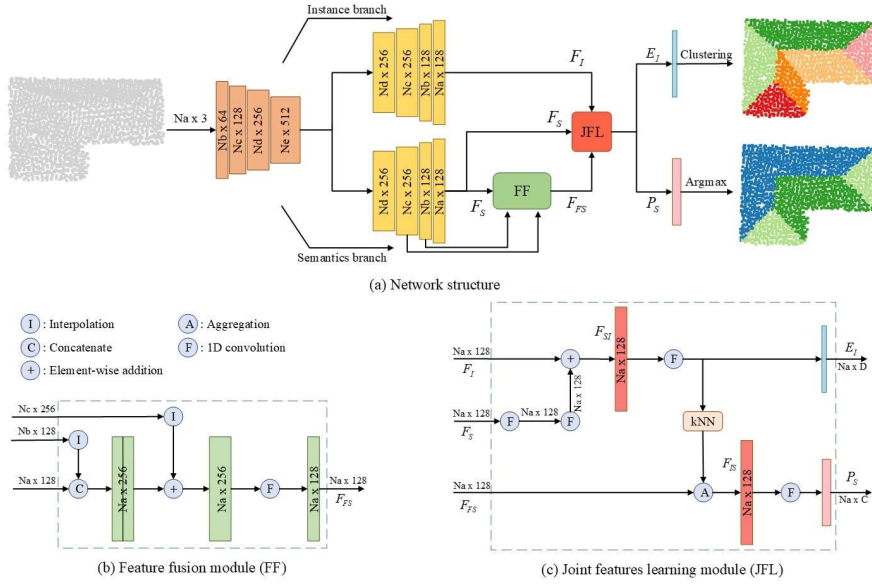 Instance branch
Na x 3
Nb x 64
Nc x 128
Nd x 256
Ne x 512
Nd x 256
Nc x 256
Nb x 128
Na x 128
F_I
F_S
JFL
E_I
Clustering
Nd x 256
Nc x 256
Nb x 128
Na x 128
F_S
FF
F_FS
P_S
Argmax
Semantics branch
(a) Network structure
I : Interpolation
A : Aggregation
C : Concatenate
F : 1D convolution
+ : Element-wise addition
Nc x 256
I
Nb x 128
I
Na x 128
C
Na x 256
+
Na x 256
F
Na x 128
Na x 128
F_FS
(b) Feature fusion module (FF)
Na x 128
F_I
+
F_SI
Na x 128
F
E_I
Na x D
Na x 128
Na x 128
F_S
F
Na x 128
F
kNN
Na x 128
F_FS
A
F_IS
Na x 128
F
P_S
Na x C
(c) Joint features learning module (JFL)